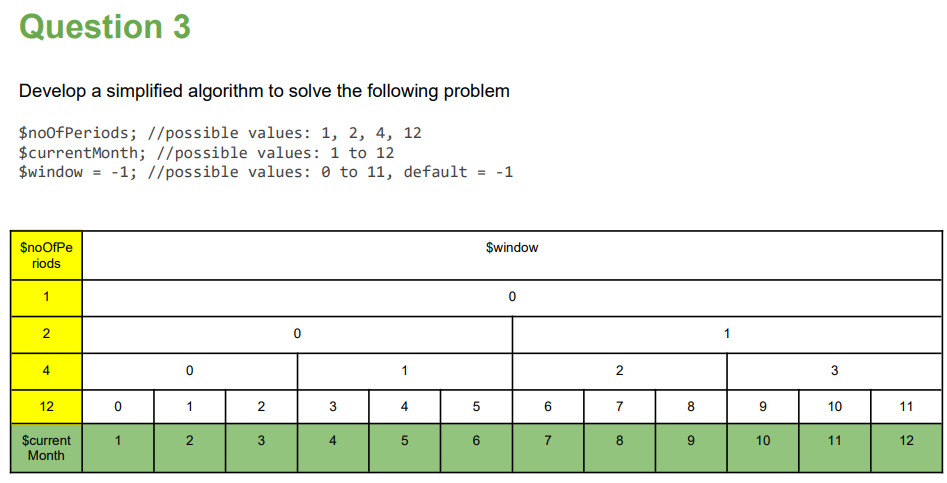 Question 3
Develop a simplified algorithm to solve the following problem
$noOfPeriods; //possible values: 1, 2, 4, 12
$currentMonth; //possible values: 1 to 12
$window = -1; //possible values: 0 to 11, default = -1
$noOfPe
riods
$window
1 0
2 0 1
4 0 1 2 3
12 0 1 2 3 4 5 6 7 8 9 10 11
$current
Month
1 2 3 4 5 6 7 8 9 10 11 12